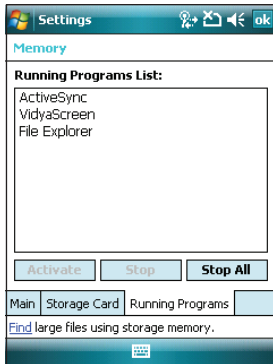 Settings ok
Memory
Running Programs List:
ActiveSync
VidyaScreen
File Explorer
Activate Stop Stop All
Main Storage Card Running Programs
Find large files using storage memory.